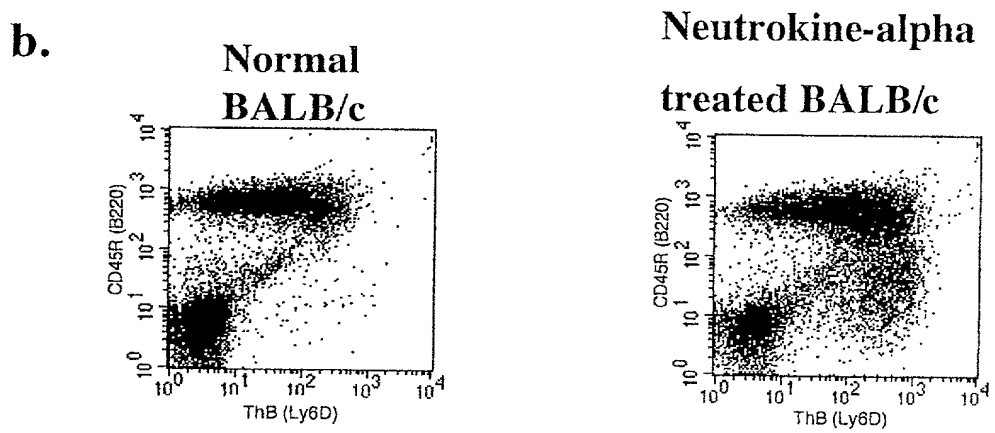 b.
Normal
BALB/c
10^4
10^3
10^2
10^1
10^0
CD45R (B220)
10^0 10^1 10^2 10^3 10^4
ThB (Ly6D)
Neutrokine-alpha
treated BALB/c
10^4
10^3
10^2
10^1
10^0
CD45R (B220)
10^0 10^1 10^2 10^3 10^4
ThB (Ly6D)